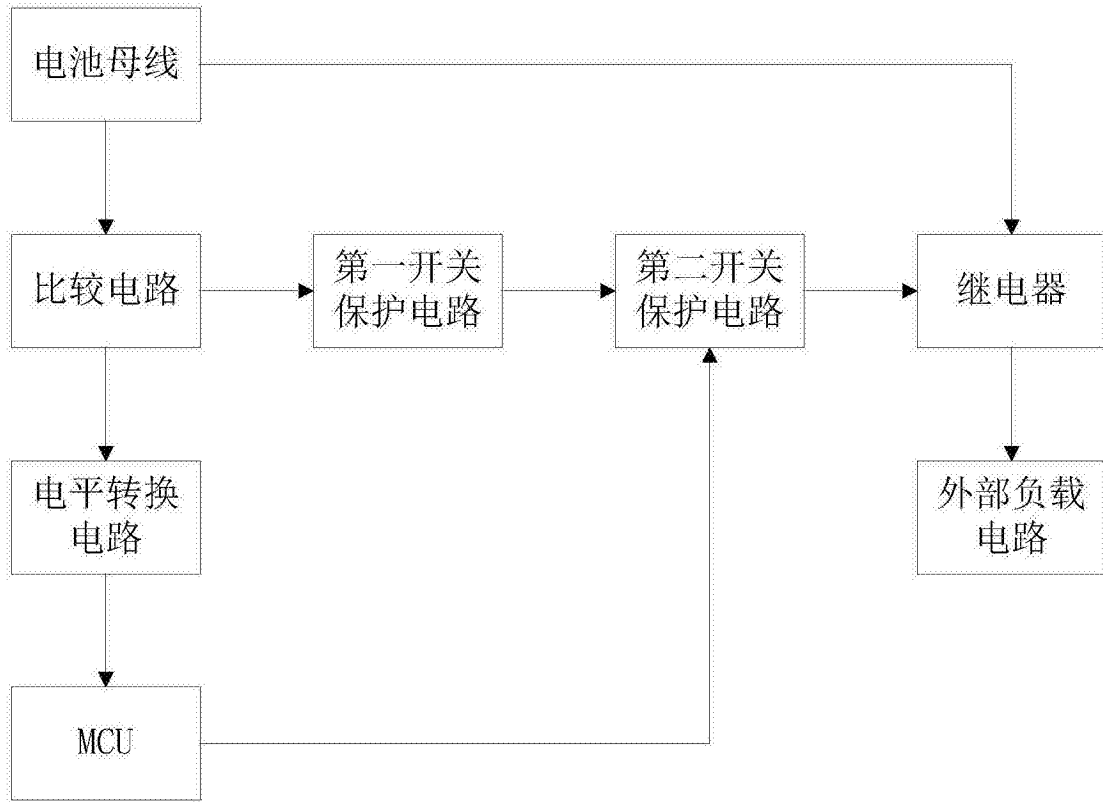 电池母线
比较电路
第一开关
保护电路
第二开关
保护电路
继电器
电平转换
电路
外部负载
电路
MCU